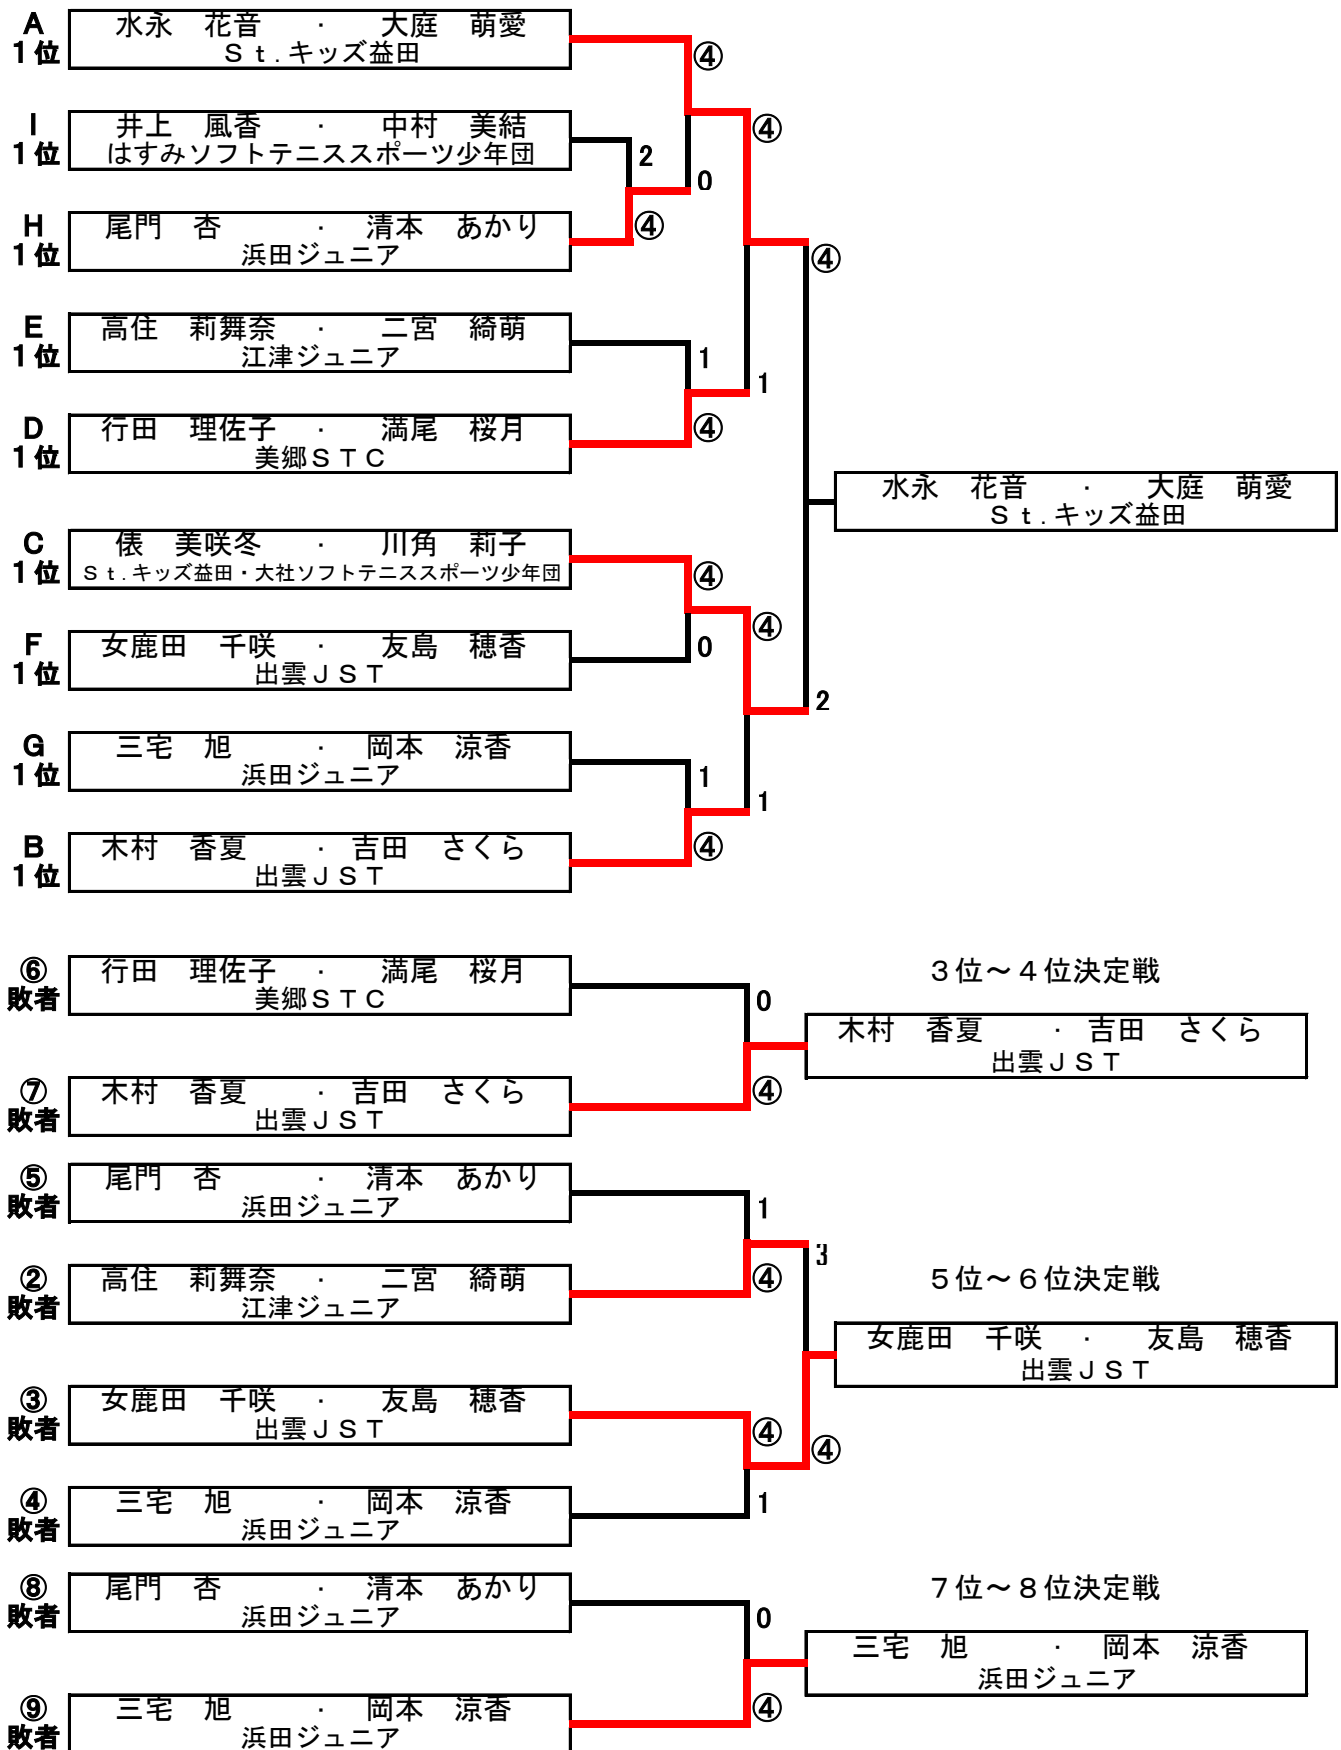 A
1位
水永 花音 ・ 大庭 萌愛
Ｓｔ.キッズ益田
④
I
1位
井上 風香 ・ 中村 美結
はすみソフトテニススポーツ少年団
2
0
④
H
1位
尾門 杏 ・ 清本 あかり
浜田ジュニア
④
④
E
1位
高住 莉舞奈 ・ 二宮 綺萌
江津ジュニア
1
1
D
1位
行田 理佐子 ・ 満尾 桜月
美郷ＳＴＣ
④
水永 花音 ・ 大庭 萌愛
Ｓｔ.キッズ益田
C
1位
俵 美咲冬 ・ 川角 莉子
Ｓｔ.キッズ益田・大社ソフトテニススポーツ少年団
④
④
F
1位
女鹿田 千咲 ・ 友島 穂香
出雲ＪＳＴ
0
2
G
1位
三宅 旭 ・ 岡本 涼香
浜田ジュニア
1
1
B
1位
木村 香夏 ・ 吉田 さくら
出雲ＪＳＴ
④
⑥
敗者
行田 理佐子 ・ 満尾 桜月
美郷ＳＴＣ
0
３位～４位決定戦
木村 香夏 ・ 吉田 さくら
出雲ＪＳＴ
⑦
敗者
木村 香夏 ・ 吉田 さくら
出雲ＪＳＴ
④
⑤
敗者
尾門 杏 ・ 清本 あかり
浜田ジュニア
1
3
②
敗者
高住 莉舞奈 ・ 二宮 綺萌
江津ジュニア
④
５位～６位決定戦
女鹿田 千咲 ・ 友島 穂香
出雲ＪＳＴ
③
敗者
女鹿田 千咲 ・ 友島 穂香
出雲ＪＳＴ
④
④
④
敗者
三宅 旭 ・ 岡本 涼香
浜田ジュニア
1
⑧
敗者
尾門 杏 ・ 清本 あかり
浜田ジュニア
0
７位～８位決定戦
三宅 旭 ・ 岡本 涼香
浜田ジュニア
⑨
敗者
三宅 旭 ・ 岡本 涼香
浜田ジュニア
④